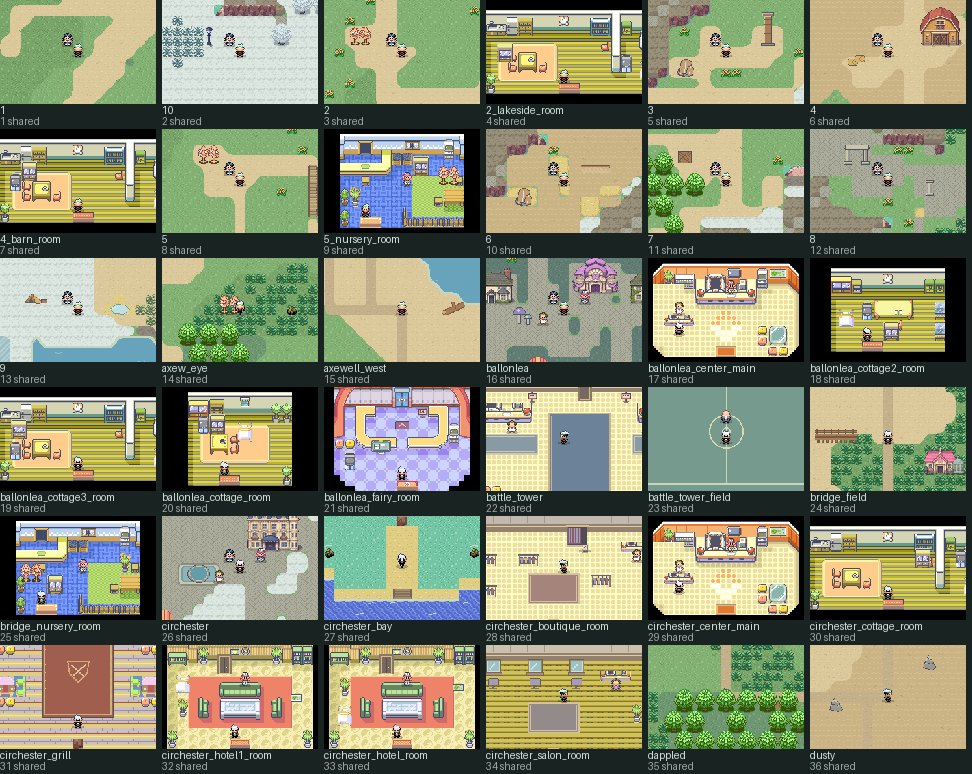 1
1 shared
10
2 shared
2
3 shared
2_lakeside_room
4 shared
3
5 shared
4
6 shared
4_barn_room
7 shared
5
8 shared
5_nursery_room
9 shared
6
10 shared
7
11 shared
8
12 shared
9
13 shared
axew_eye
14 shared
axewell_west
15 shared
ballonlea
16 shared
ballonlea_center_main
17 shared
ballonlea_cottage2_room
18 shared
ballonlea_cottage3_room
19 shared
ballonlea_cottage_room
20 shared
ballonlea_fairy_room
21 shared
battle_tower
22 shared
battle_tower_field
23 shared
bridge_field
24 shared
bridge_nursery_room
25 shared
circhester
26 shared
circhester_bay
27 shared
circhester_boutique_room
28 shared
circhester_center_main
29 shared
circhester_cottage_room
30 shared
circhester_grill
31 shared
circhester_hotel1_room
32 shared
circhester_hotel_room
33 shared
circhester_salon_room
34 shared
dappled
35 shared
dusty
36 shared